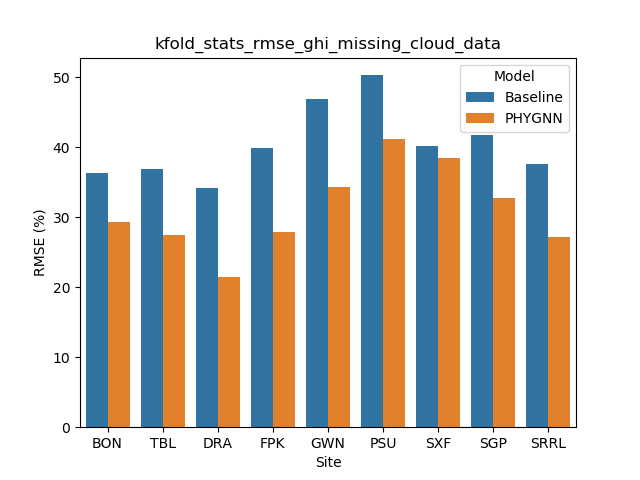 kfold_stats_rmse_ghi_missing_cloud_data
Model
Baseline
PHYGNN
RMSE (%)
50
40
30
20
10
0
BON TBL DRA FPK GWN PSU SXF SGP SRRL
Site